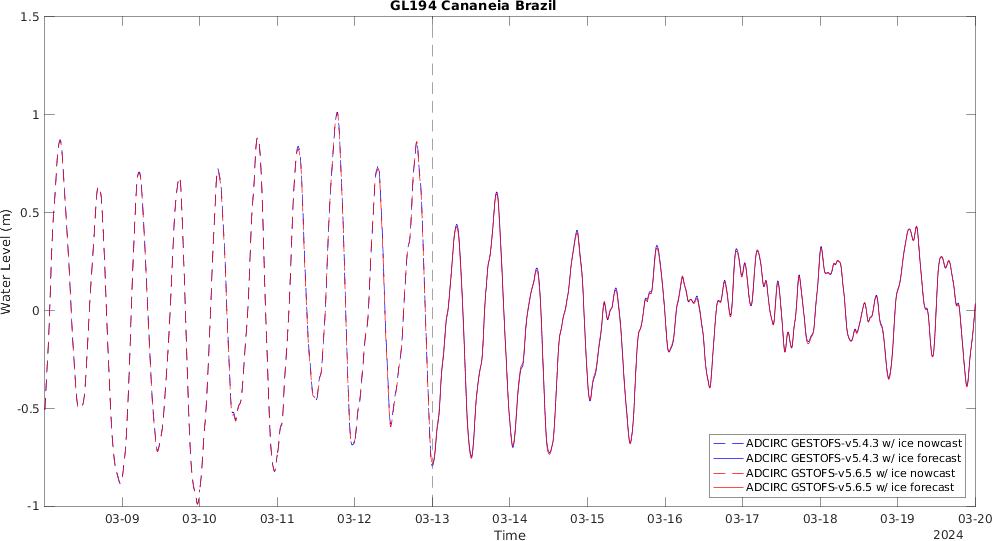 GL194 Cananeia Brazil
1.5
1
0.5
0
-0.5
-1
Water Level (m)
03-09 03-10 03-11 03-12 03-13 03-14 03-15 03-16 03-17 03-18 03-19 03-20
Time
2024
ADCIRC GESTOFS-v5.4.3 w/ ice nowcast
ADCIRC GESTOFS-v5.4.3 w/ ice forecast
ADCIRC GSTOFS-v5.6.5 w/ ice nowcast
ADCIRC GSTOFS-v5.6.5 w/ ice forecast